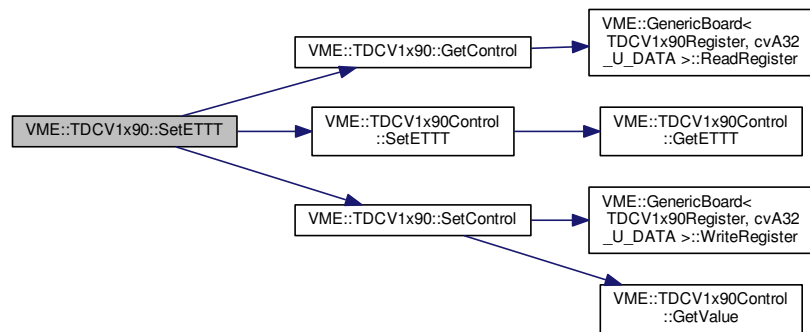 VME::TDCV1x90::SetETTT
VME::TDCV1x90::GetControl
VME::TDCV1x90Control
::SetETTT
VME::TDCV1x90::SetControl
VME::GenericBoard<
TDCV1x90Register, cvA32
_U_DATA >::ReadRegister
VME::TDCV1x90Control
::GetETTT
VME::GenericBoard<
TDCV1x90Register, cvA32
_U_DATA >::WriteRegister
VME::TDCV1x90Control
::GetValue